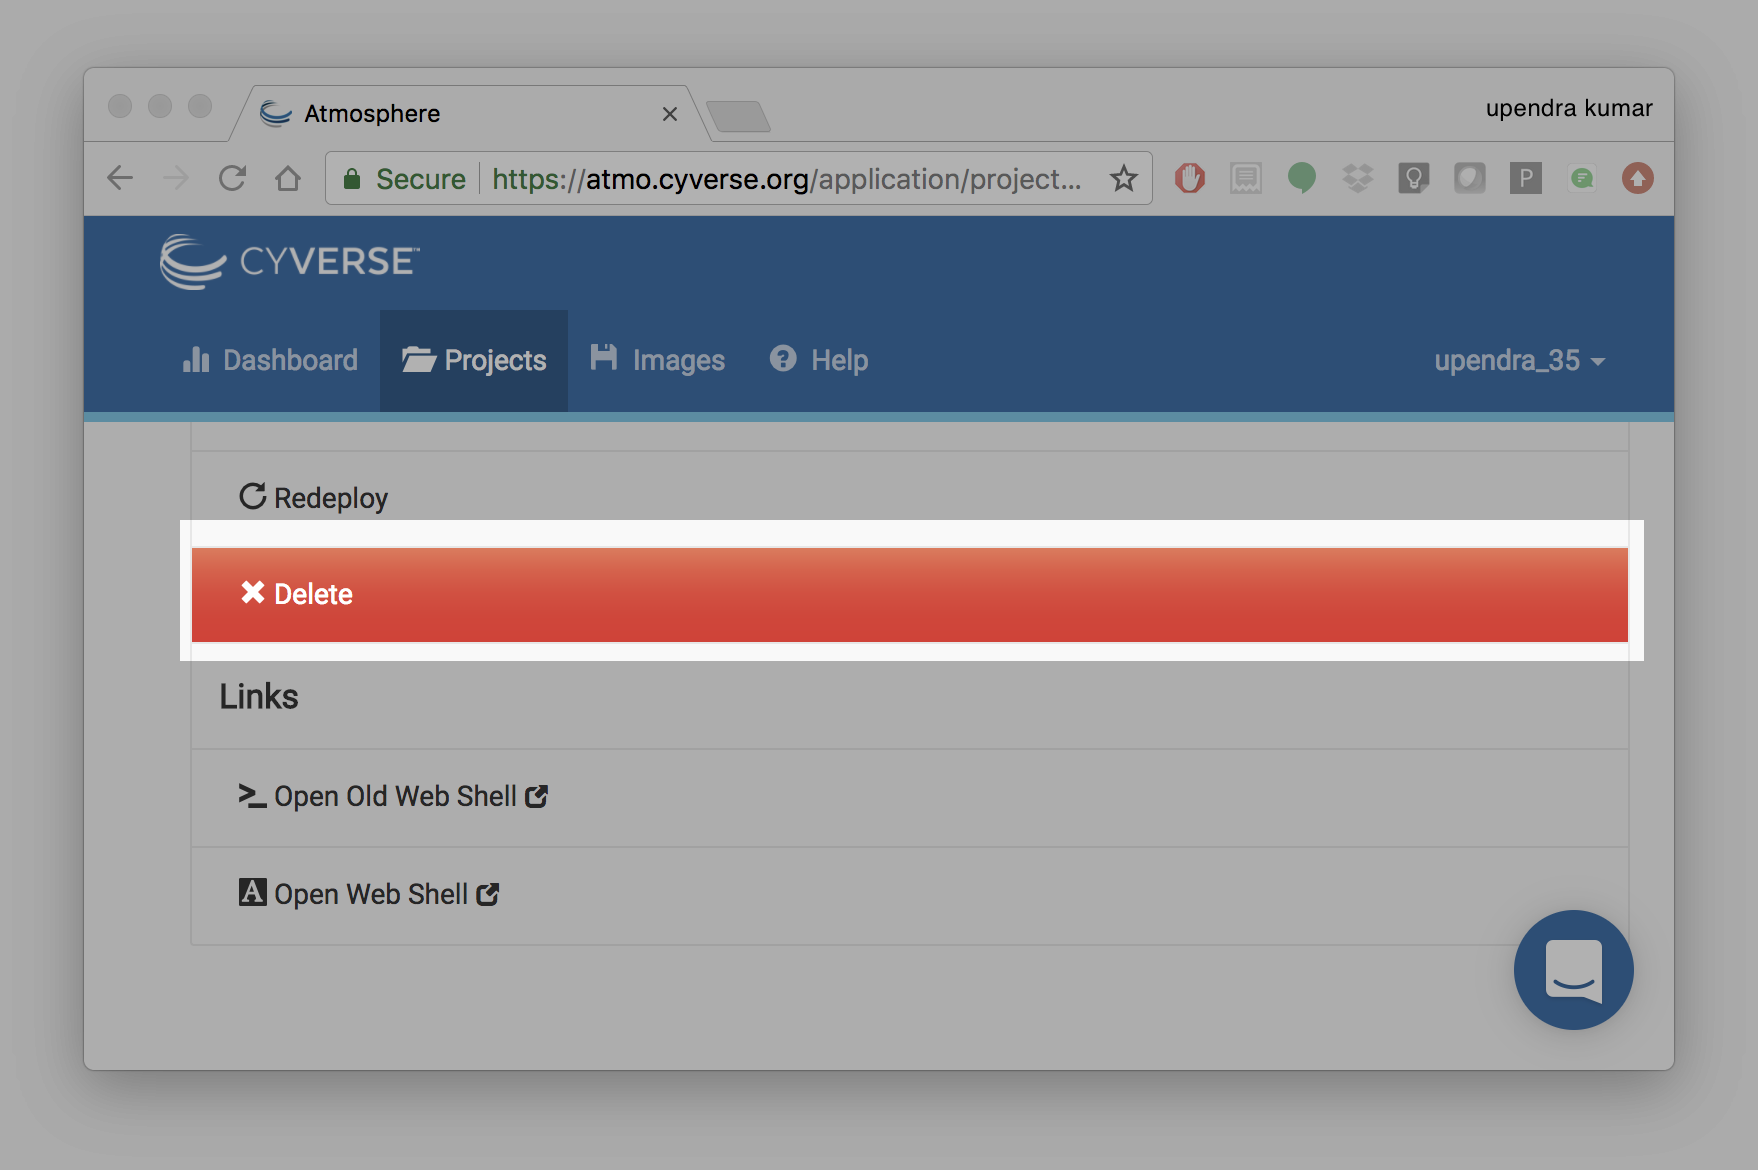 Atmosphere
upendra kumar
Secure https://atmo.cyverse.org/application/project...
P
CYVERSE™
Dashboard Projects Images Help upendra_35
Redeploy
Delete
Links
Open Old Web Shell
A Open Web Shell